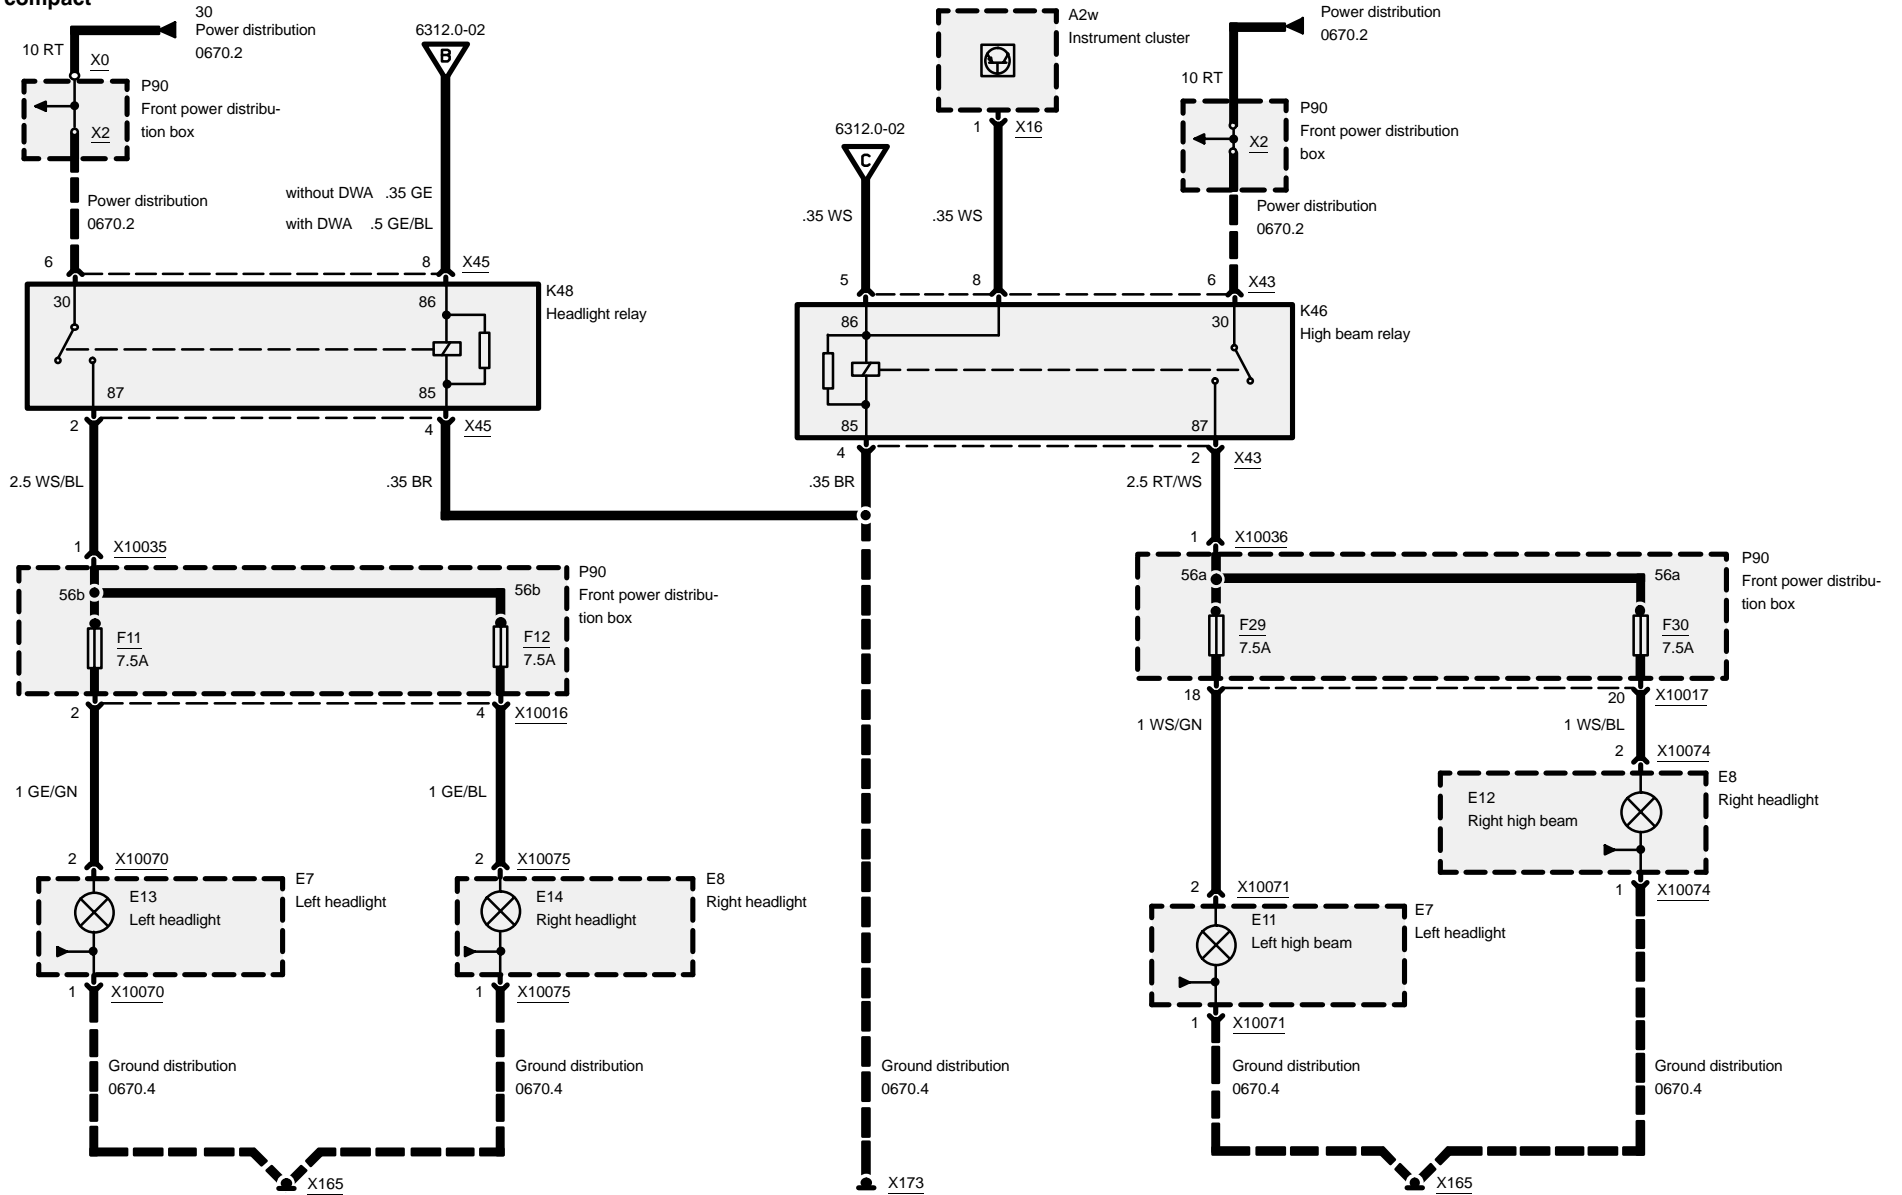 compact
30
Power distribution
0670.2
10 RT
X0
P90
Front power distribu-
tion box
X2
Power distribution
0670.2
6312.0-02
B
without DWA .35 GE
with DWA .5 GE/BL
6
8
X45
K48
Headlight relay
30
86
87
85
2
4
X45
2.5 WS/BL
.35 BR
1
X10035
P90
Front power distribu-
tion box
56b
56b
F11
7.5A
F12
7.5A
2
4
X10016
1 GE/GN
1 GE/BL
2
X10070
2
X10075
E7
Left headlight
E13
Left headlight
E8
Right headlight
E14
Right headlight
1
X10070
1
X10075
Ground distribution
0670.4
Ground distribution
0670.4
X165
A2w
Instrument cluster
1
X16
6312.0-02
C
.35 WS
.35 WS
Power distribution
0670.2
10 RT
P90
Front power distribution
box
X2
Power distribution
0670.2
5
8
6
X43
K46
High beam relay
86
30
85
87
4
2
X43
.35 BR
2.5 RT/WS
1
X10036
P90
Front power distribu-
tion box
56a
56a
F29
7.5A
F30
7.5A
18
20
X10017
1 WS/GN
1 WS/BL
2
X10074
E8
Right headlight
E12
Right high beam
1
X10074
2
X10071
E7
Left headlight
E11
Left high beam
1
X10071
Ground distribution
0670.4
Ground distribution
0670.4
Ground distribution
0670.4
X173
X165